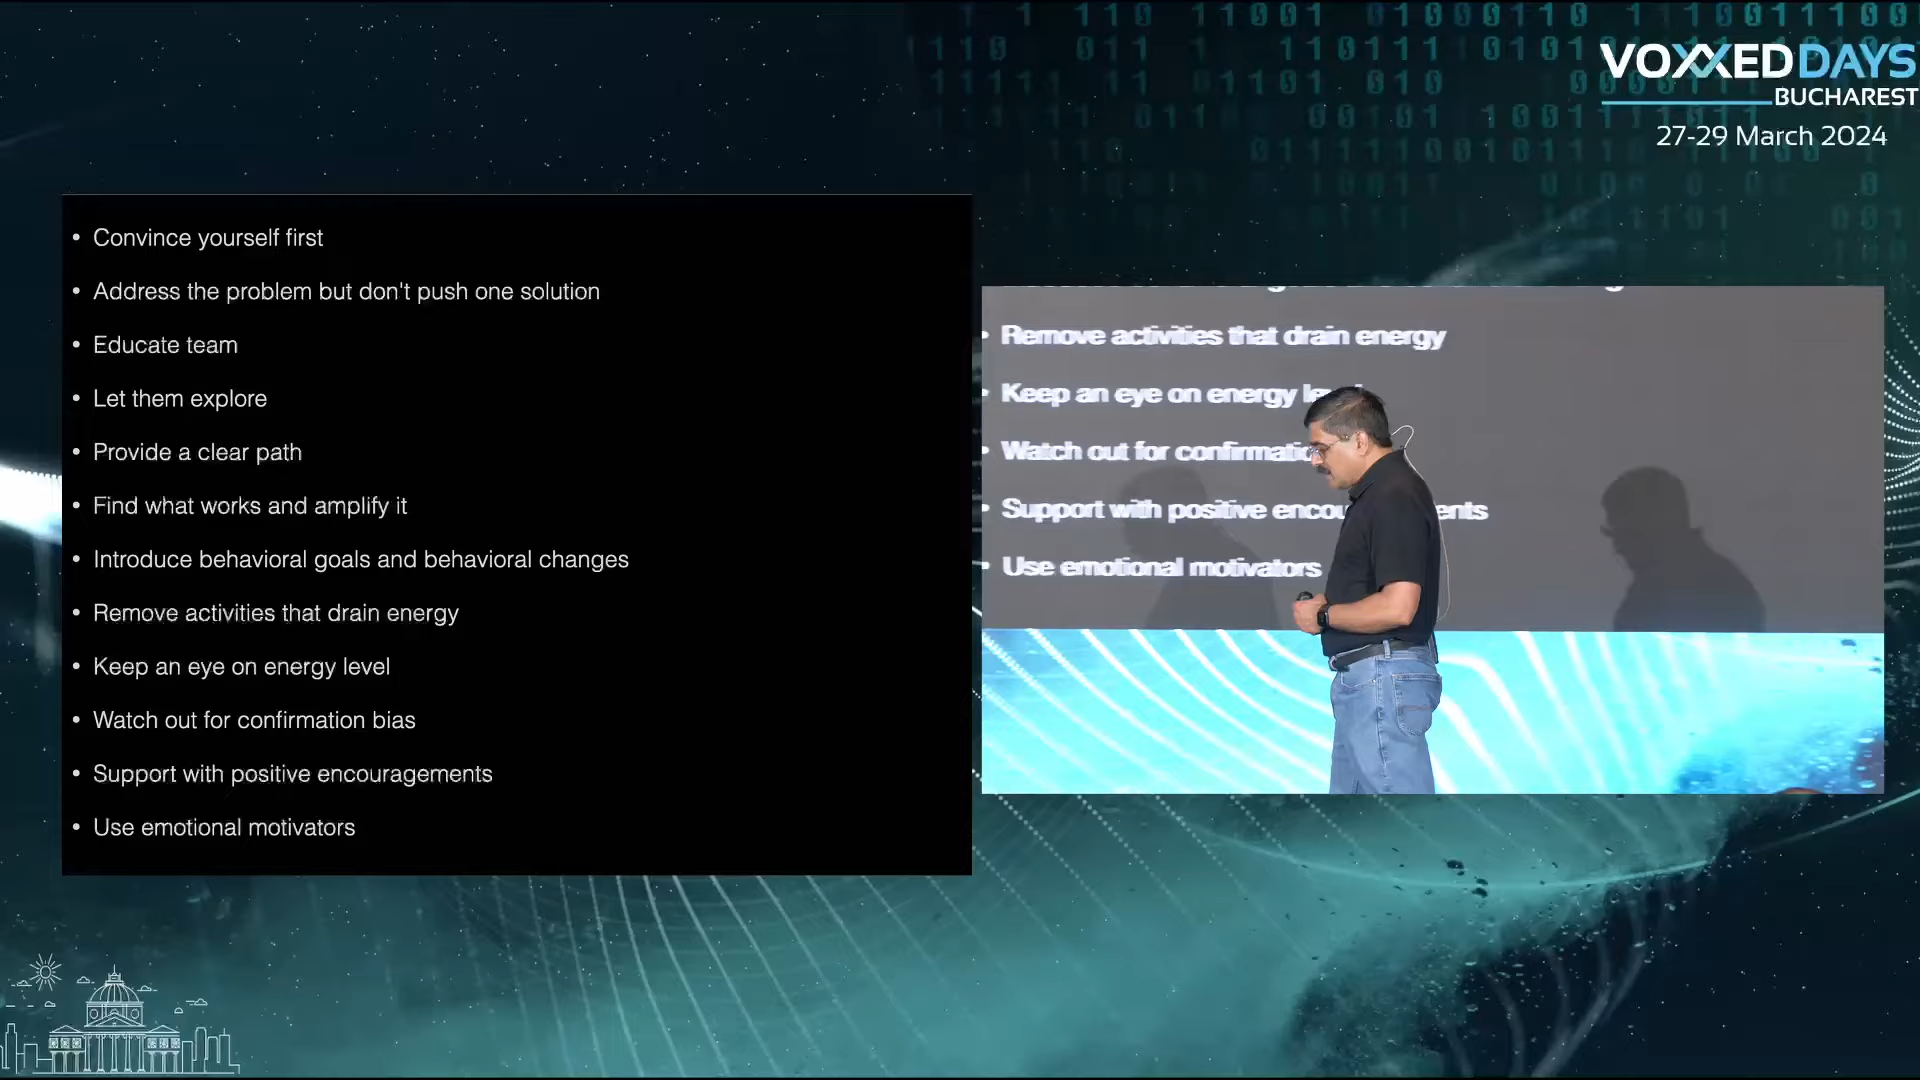 VOXXEDDAYS
BUCHAREST
27-29 March 2024
• Convince yourself first
• Address the problem but don't push one solution
• Educate team
• Let them explore
• Provide a clear path
• Find what works and amplify it
• Introduce behavioral goals and behavioral changes
• Remove activities that drain energy
• Keep an eye on energy level
• Watch out for confirmation bias
• Support with positive encouragements
• Use emotional motivators
• Remove activities that drain energy
• Keep an eye on energy
• Watch out for
• Support with positive
• Use emotional motivators